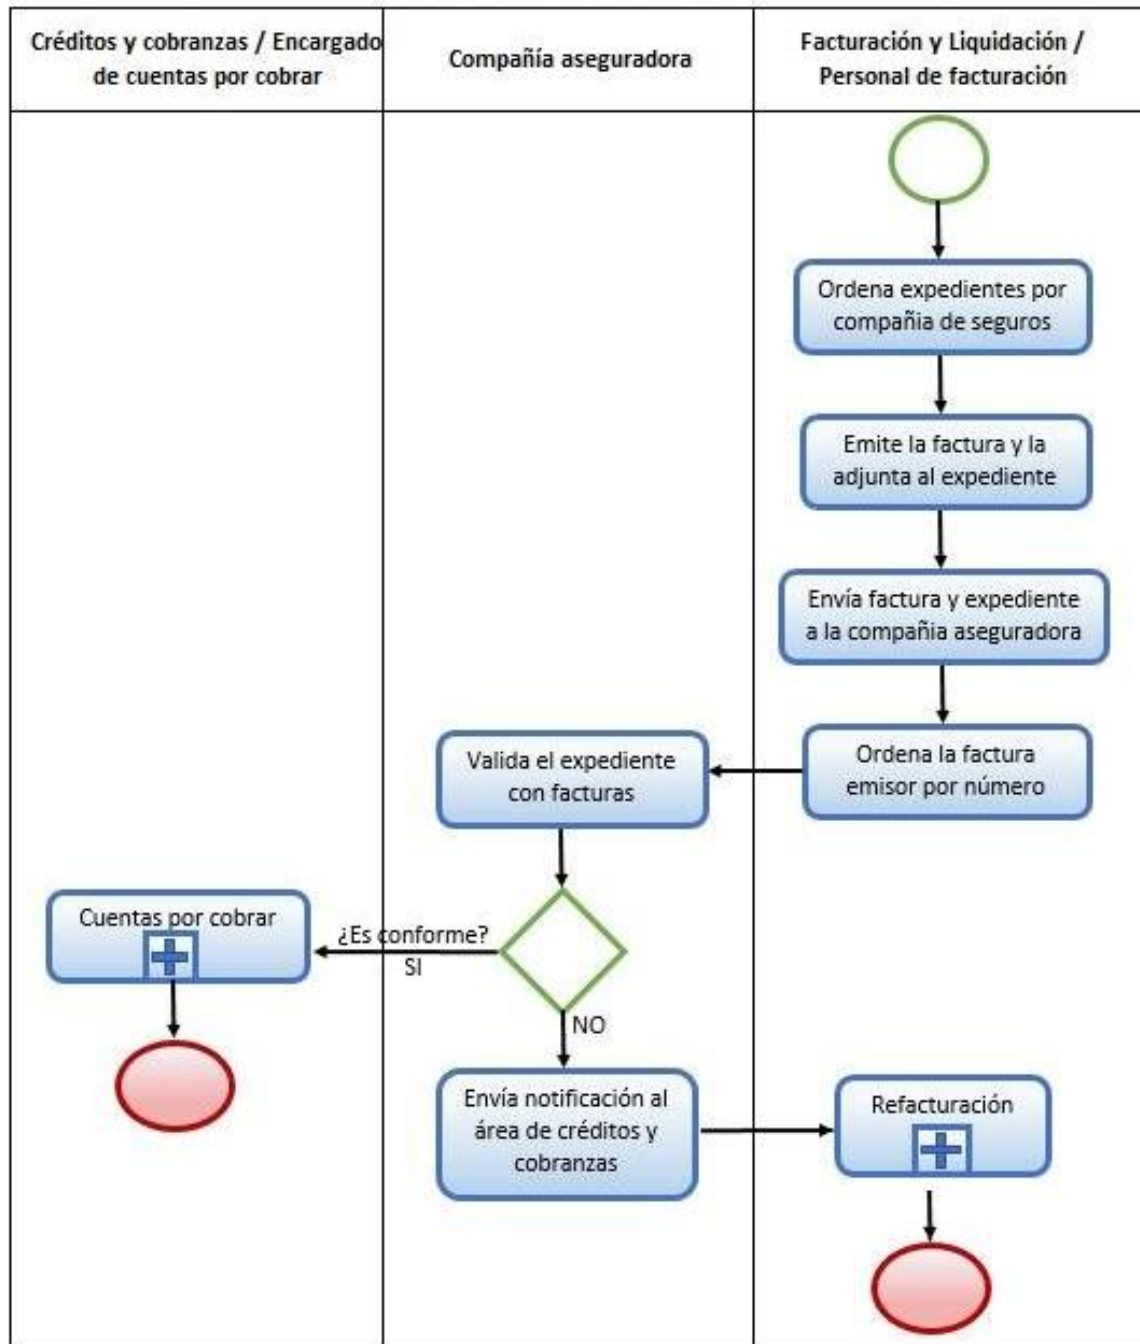 Créditos y cobranzas / Encargado
de cuentas por cobrar
Compañía aseguradora
Facturación y Liquidación /
Personal de facturación
Ordena expedientes por
compañia de seguros
Emite la factura y la
adjunta al expediente
Envía factura y expediente
a la compañia aseguradora
Ordena la factura
emisor por número
Valida el expediente
con facturas
¿Es conforme?
SI
Cuentas por cobrar
NO
Envía notificación al
área de créditos y
cobranzas
Refacturación